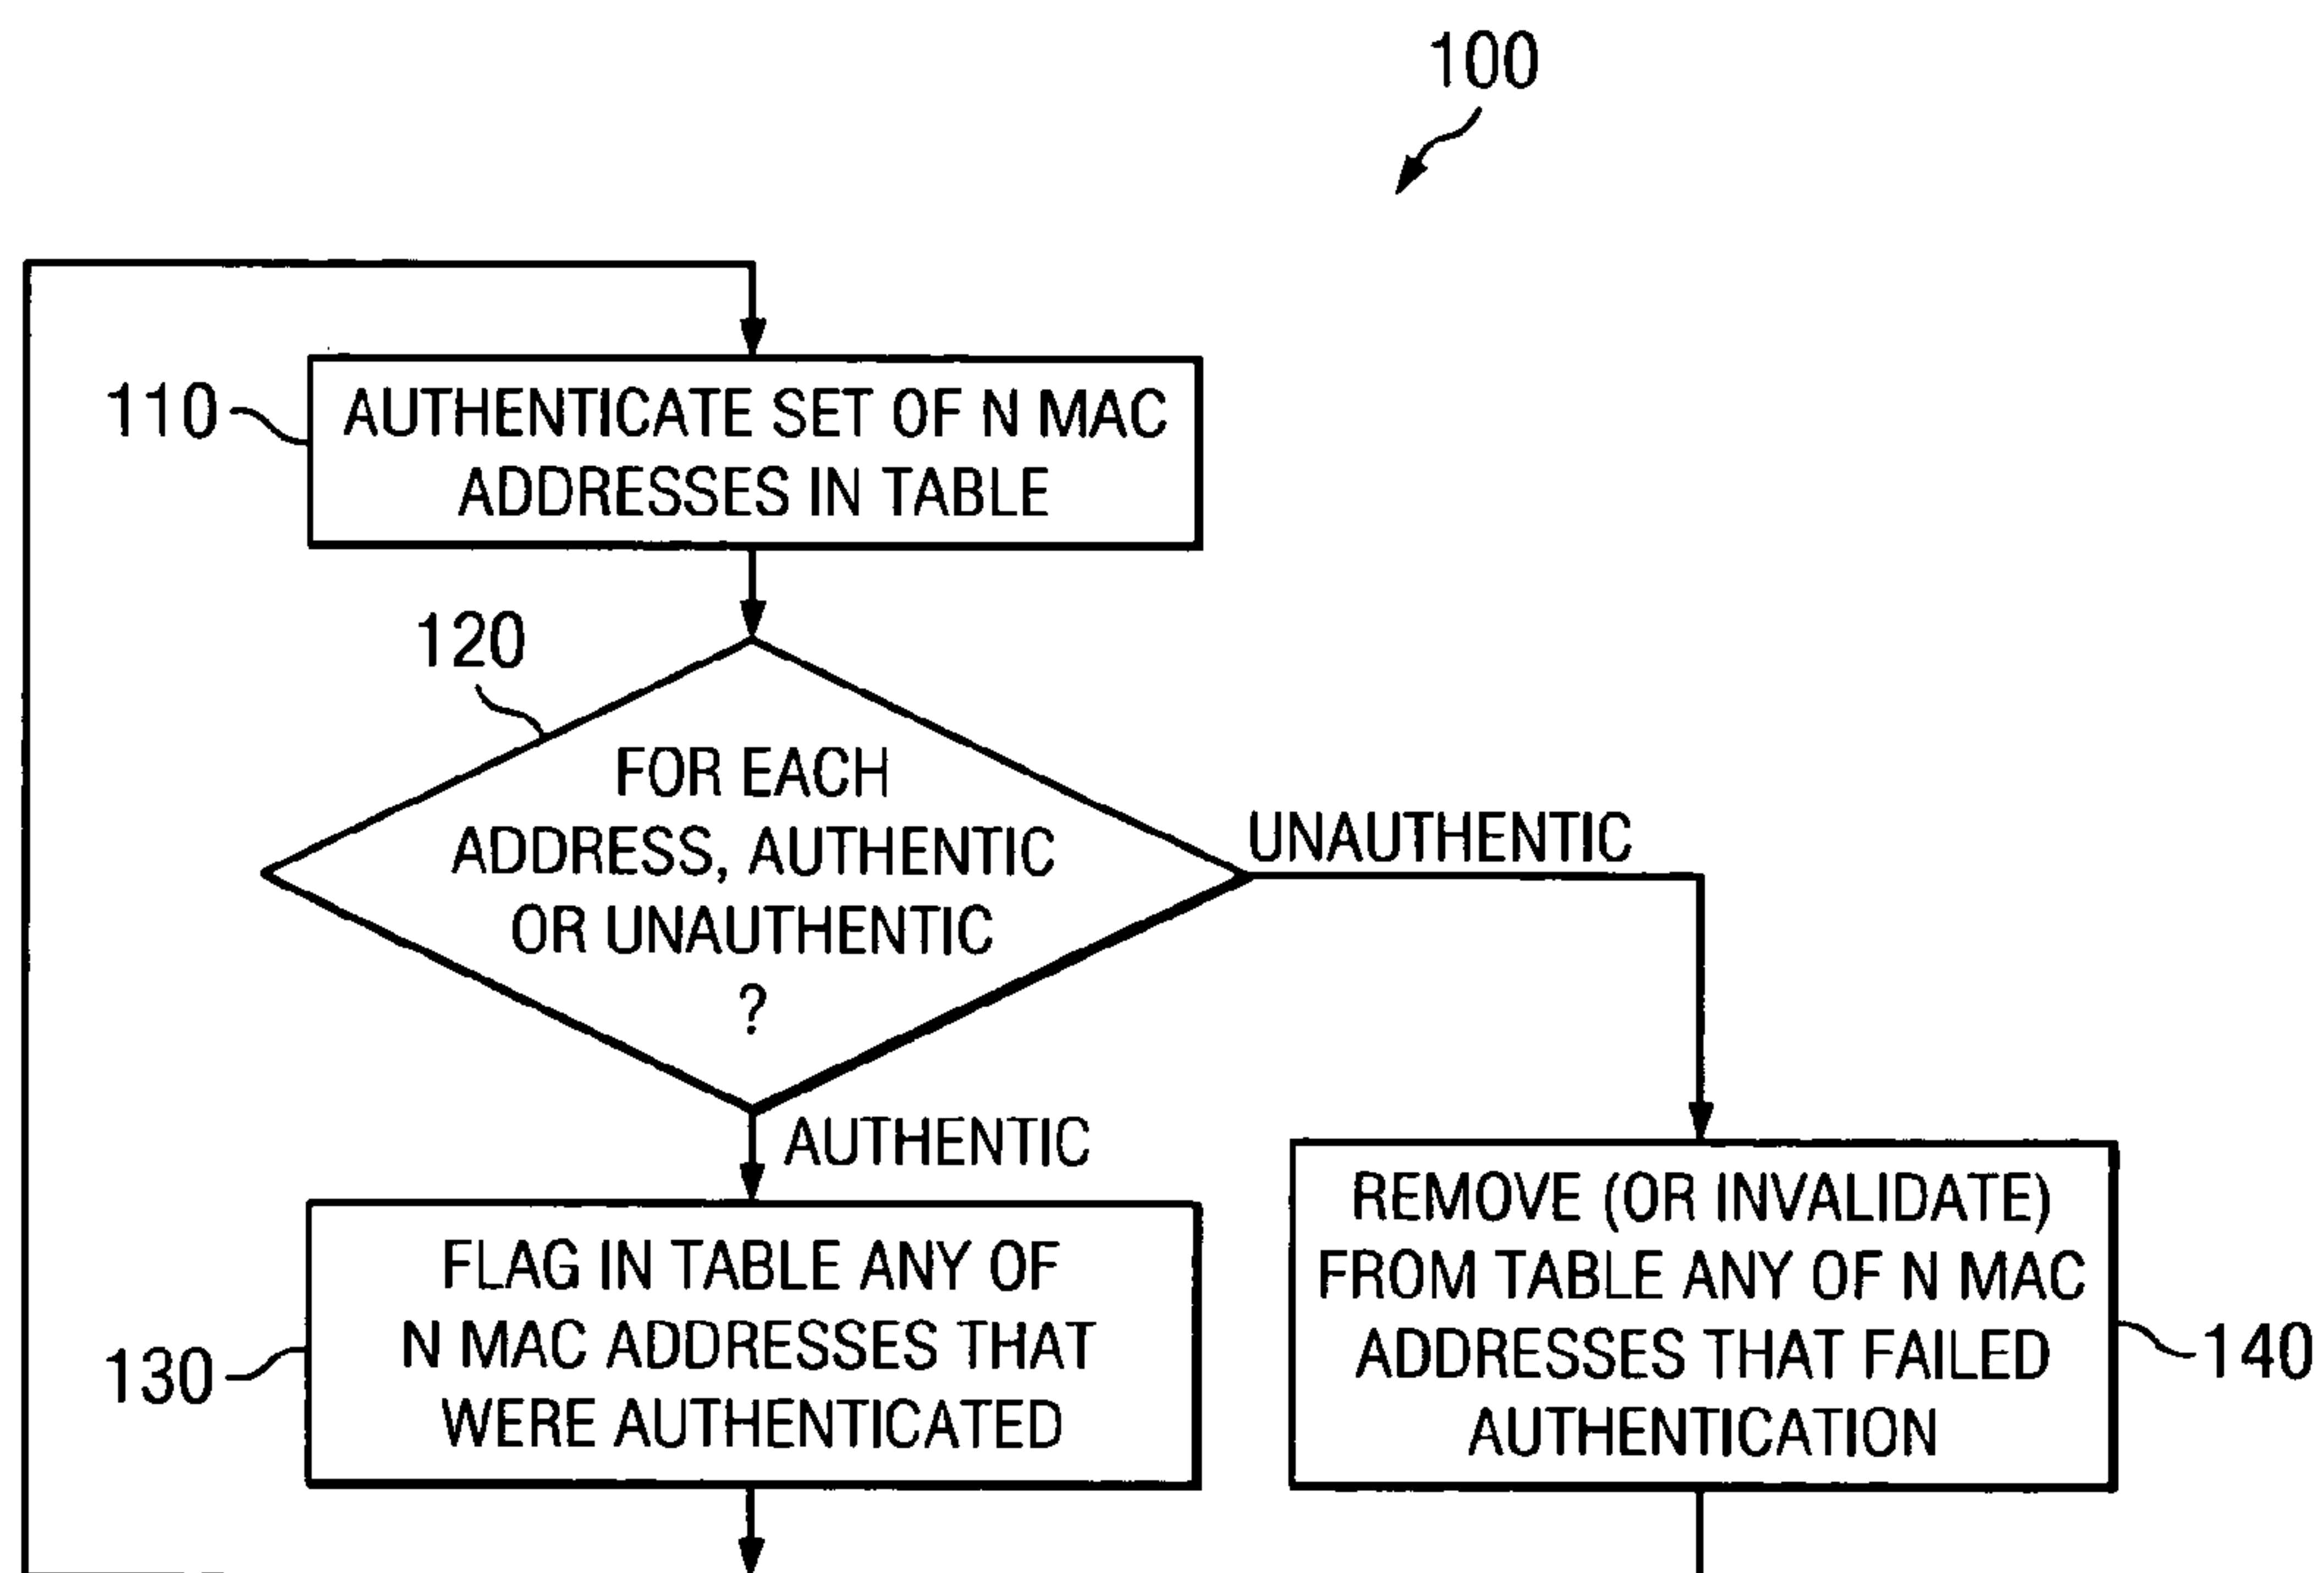 100
110
AUTHENTICATE SET OF N MAC
ADDRESSES IN TABLE
120
FOR EACH
ADDRESS, AUTHENTIC
OR UNAUTHENTIC
?
UNAUTHENTIC
AUTHENTIC
130
FLAG IN TABLE ANY OF
N MAC ADDRESSES THAT
WERE AUTHENTICATED
REMOVE (OR INVALIDATE)
FROM TABLE ANY OF N MAC
ADDRESSES THAT FAILED
AUTHENTICATION
140